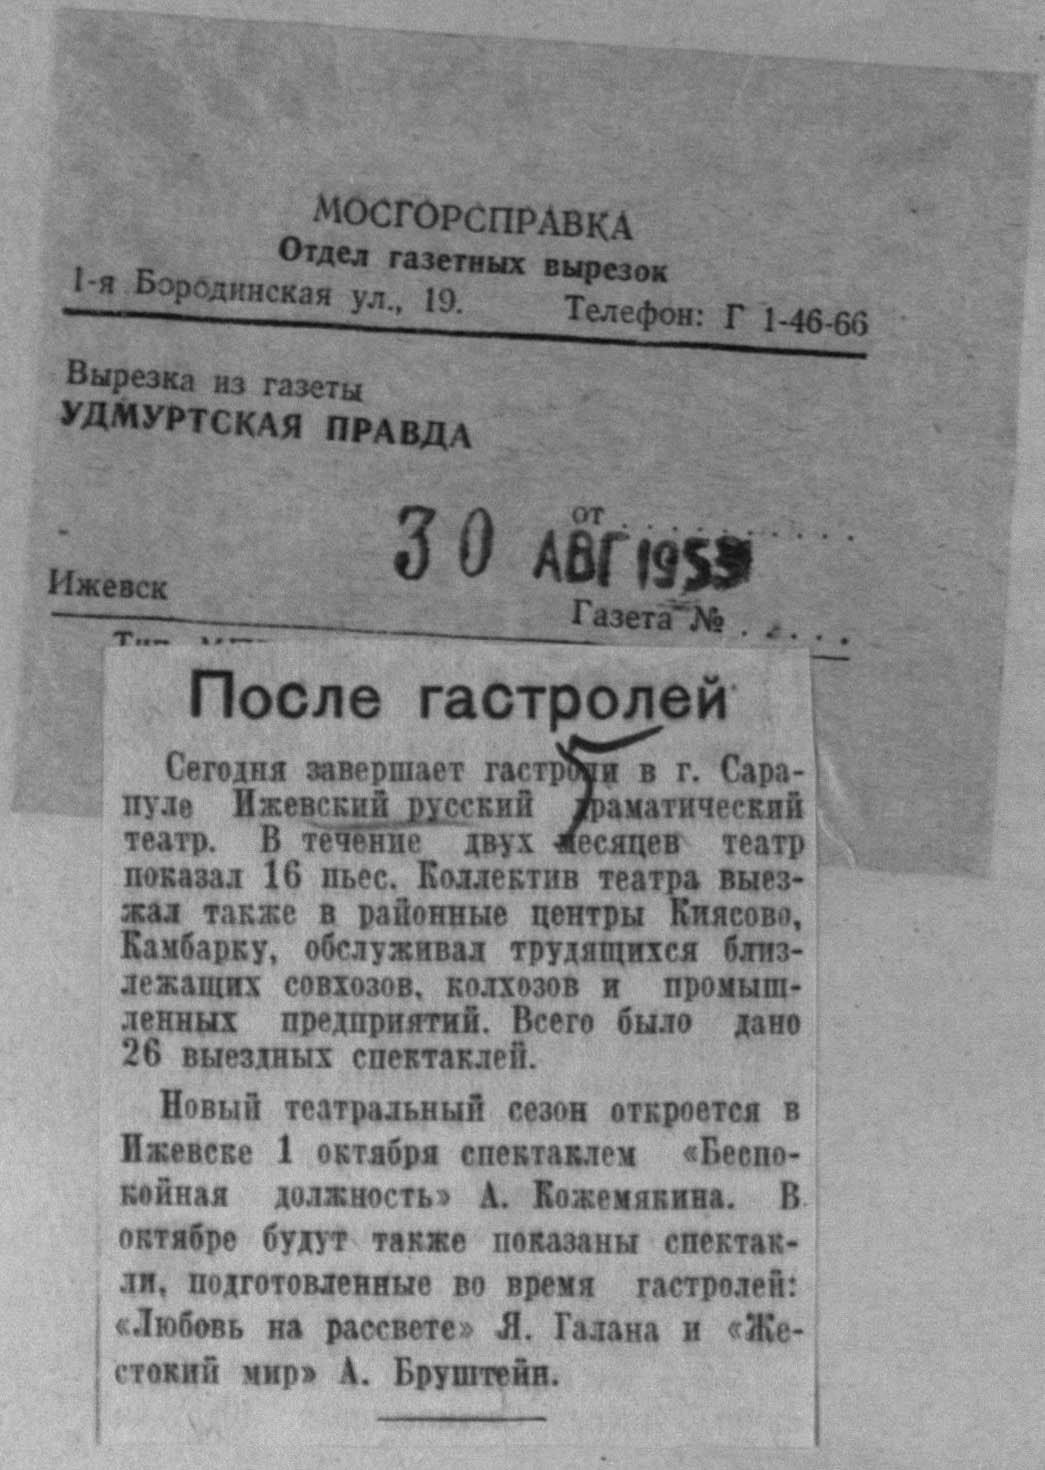 МОСГОРСПРАВКА
Отдел газетных вырезок
1-я Бородинская ул., 19. Телефон: Г 1-46-66
Вырезка из газеты
УДМУРТСКАЯ ПРАВДА
от . . . . . . . . . .
30 АВГ 195
Ижевск
Газета № . . . . .
Тип.
После гастролей
Сегодня завершает гастроли в г. Сара-
пуле Ижевский русский драматический
театр. В течение двух месяцев театр
показал 16 пьес. Коллектив театра выез-
жал также в районные центры Киясово,
Камбарку, обслуживал трудящихся близ-
лежащих совхозов, колхозов и промыш-
ленных предприятий. Всего было дано
26 выездных спектаклей.
Новый театральный сезон откроется в
Ижевске 1 октября спектаклем «Беспо-
койная должность» А. Кожемякина. В
октябре будут также показаны спектак-
ли, подготовленные во время гастролей:
«Любовь на рассвете» Я. Галана и «Же-
стокий мир» А. Бруштейн.